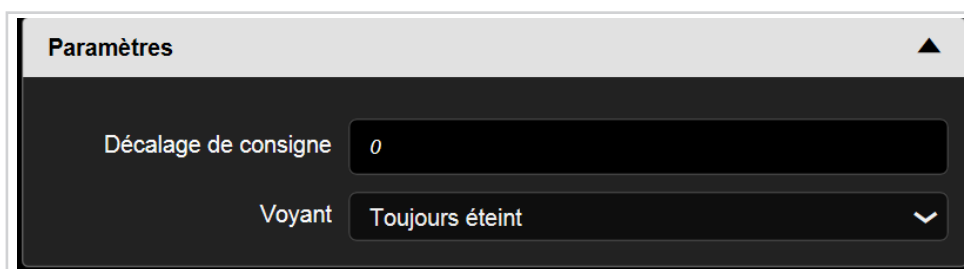 Paramètres
Décalage de consigne 0
Voyant Toujours éteint